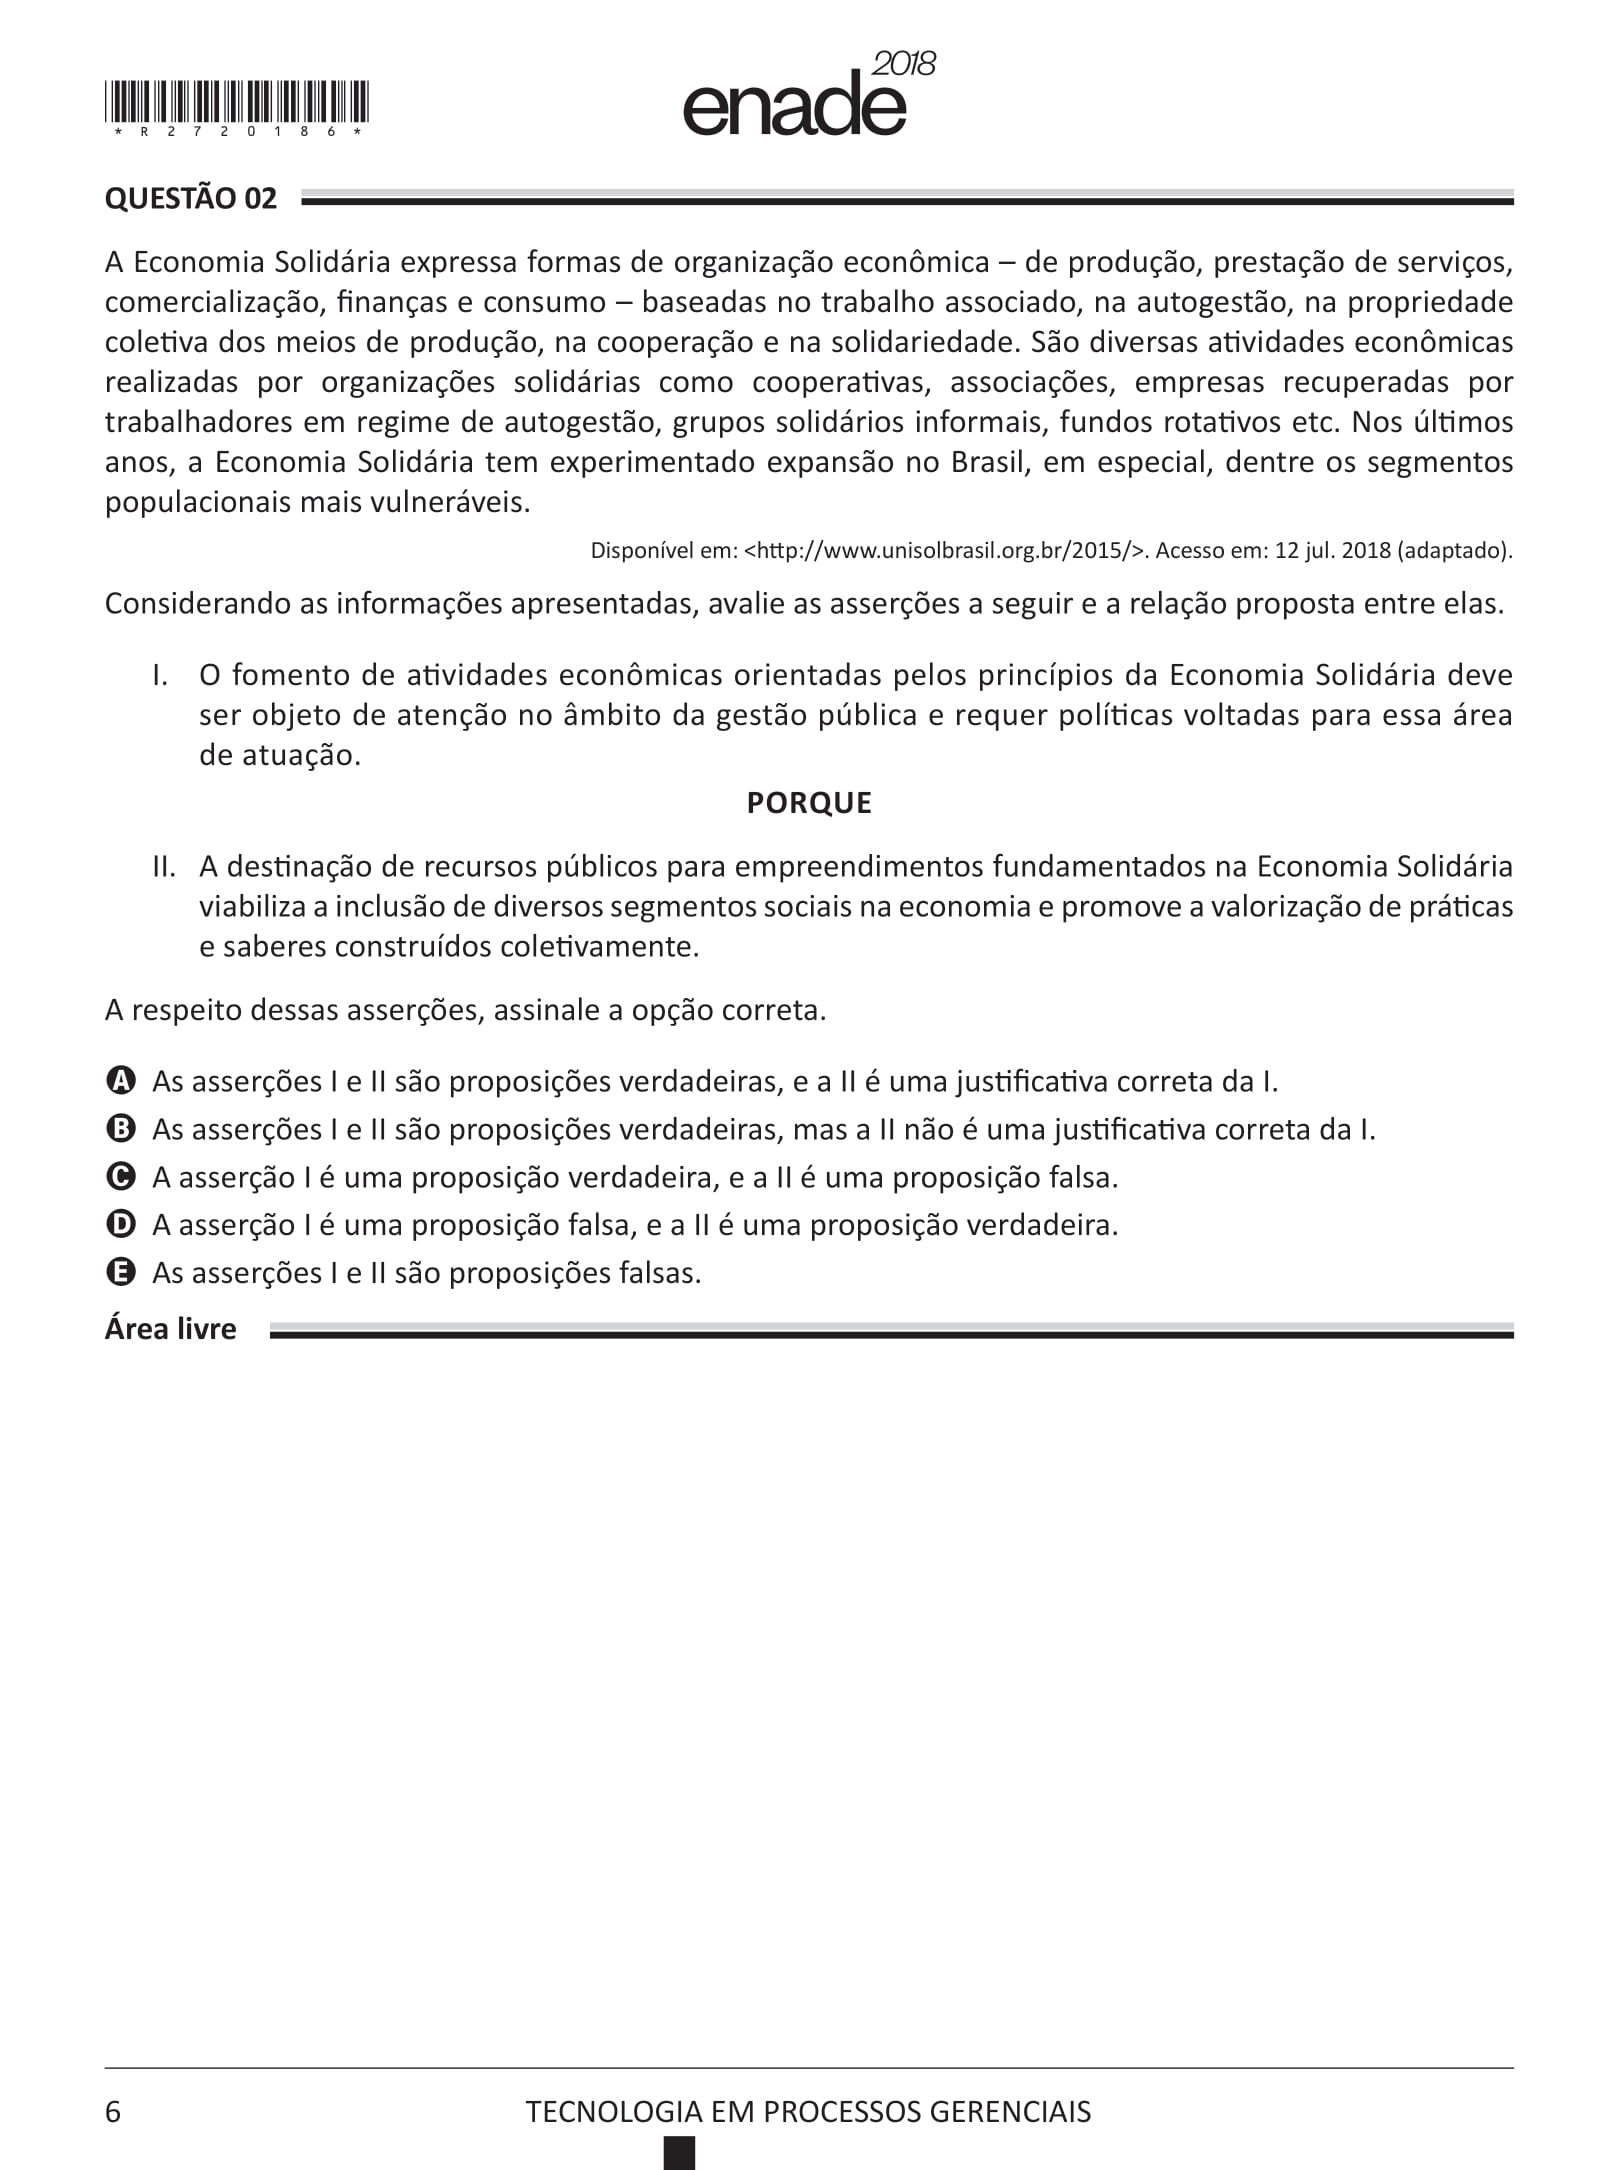 *R2720186*
enade 2018
QUESTÃO 02
A Economia Solidária expressa formas de organização econômica – de produção, prestação de serviços,
comercialização, finanças e consumo – baseadas no trabalho associado, na autogestão, na propriedade
coletiva dos meios de produção, na cooperação e na solidariedade. São diversas atividades econômicas
realizadas por organizações solidárias como cooperativas, associações, empresas recuperadas por
trabalhadores em regime de autogestão, grupos solidários informais, fundos rotativos etc. Nos últimos
anos, a Economia Solidária tem experimentado expansão no Brasil, em especial, dentre os segmentos
populacionais mais vulneráveis.
Disponível em: <http://www.unisolbrasil.org.br/2015/>. Acesso em: 12 jul. 2018 (adaptado).
Considerando as informações apresentadas, avalie as asserções a seguir e a relação proposta entre elas.
I. O fomento de atividades econômicas orientadas pelos princípios da Economia Solidária deve
ser objeto de atenção no âmbito da gestão pública e requer políticas voltadas para essa área
de atuação.
PORQUE
II. A destinação de recursos públicos para empreendimentos fundamentados na Economia Solidária
viabiliza a inclusão de diversos segmentos sociais na economia e promove a valorização de práticas
e saberes construídos coletivamente.
A respeito dessas asserções, assinale a opção correta.
A As asserções I e II são proposições verdadeiras, e a II é uma justificativa correta da I.
B As asserções I e II são proposições verdadeiras, mas a II não é uma justificativa correta da I.
C A asserção I é uma proposição verdadeira, e a II é uma proposição falsa.
D A asserção I é uma proposição falsa, e a II é uma proposição verdadeira.
E As asserções I e II são proposições falsas.
Área livre
6 TECNOLOGIA EM PROCESSOS GERENCIAIS